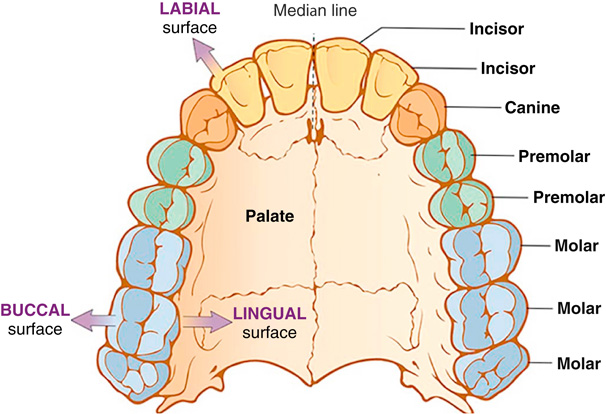 LABIAL
surface
Median line
Incisor
Incisor
Canine
Premolar
Premolar
Palate
Molar
BUCCAL
surface
LINGUAL
surface
Molar
Molar